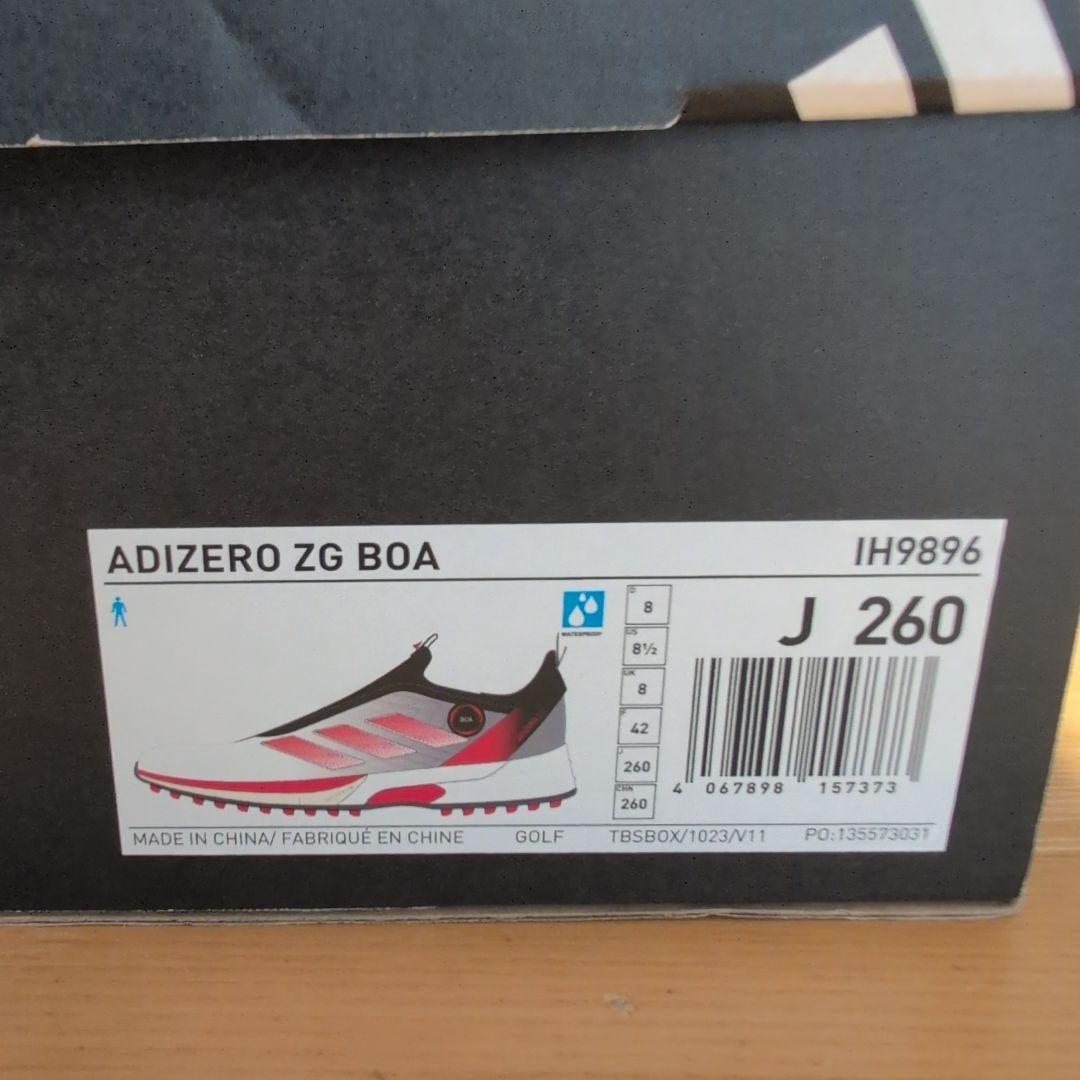 ADIZERO ZG BOA
IH9896
WATERPROOF
BOA
D
8
US
8½
UK
8
F
42
J
260
CHN
260
J 260
4 067898 157373
MADE IN CHINA/ FABRIQUÉ EN CHINE GOLF TBSBOX/1023/V11 PO:135573031